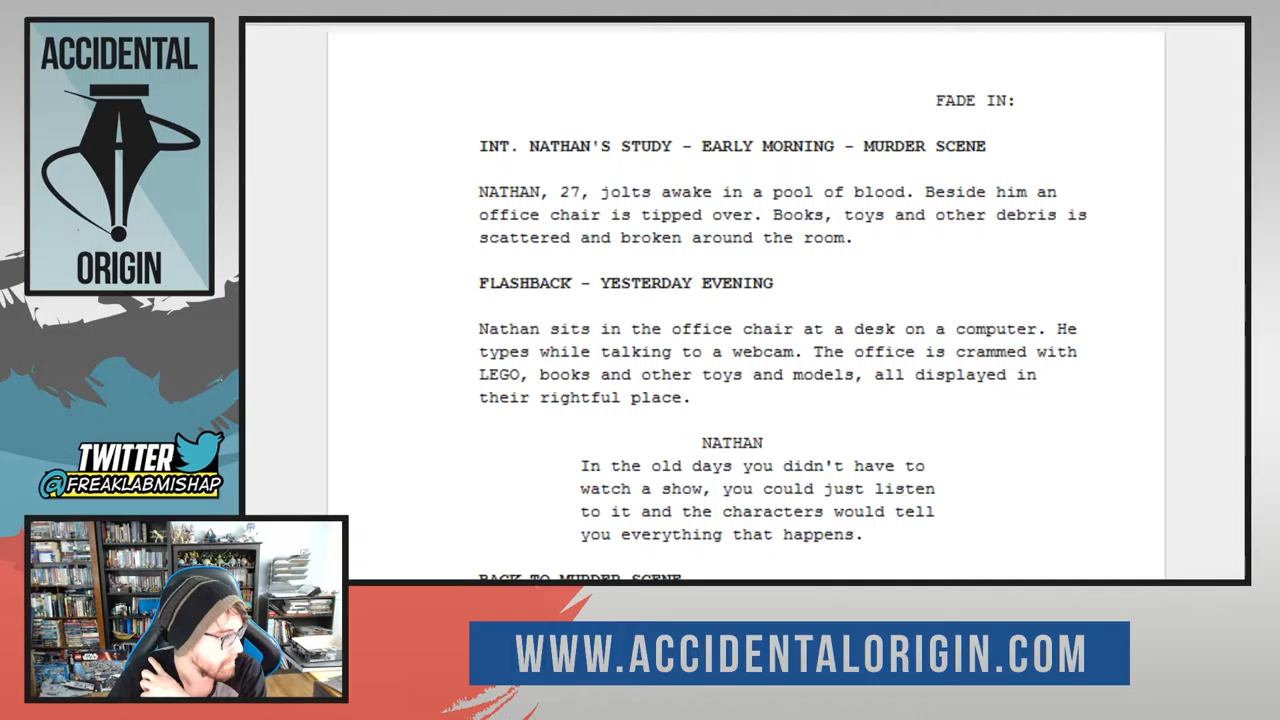 ACCIDENTAL
ORIGIN
FADE IN:
INT. NATHAN'S STUDY - EARLY MORNING - MURDER SCENE
NATHAN, 27, jolts awake in a pool of blood. Beside him an
office chair is tipped over. Books, toys and other debris is
scattered and broken around the room.
FLASHBACK - YESTERDAY EVENING
Nathan sits in the office chair at a desk on a computer. He
types while talking to a webcam. The office is crammed with
LEGO, books and other toys and models, all displayed in
their rightful place.
NATHAN
In the old days you didn't have to
watch a show, you could just listen
to it and the characters would tell
you everything that happens.
BACK TO MURDER SCENE
TWITTER
@FREAKLABMISHAP
WWW.ACCIDENTALORIGIN.COM